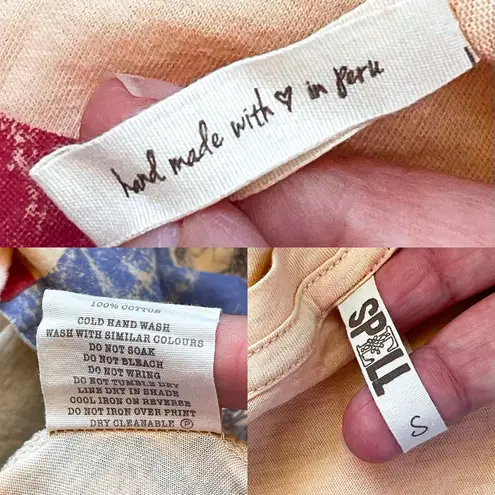 hand made with ♡ in Peru
100% COTTON
COLD HAND WASH
WASH WITH SIMILAR COLOURS
DO NOT SOAK
DO NOT BLEACH
DO NOT WRING
DO NOT TUMBLE DRY
LINE DRY IN SHADE
COOL IRON ON REVERSE
DO NOT IRON OVER PRINT
DRY CLEANABLE Ⓟ
SPELL
S